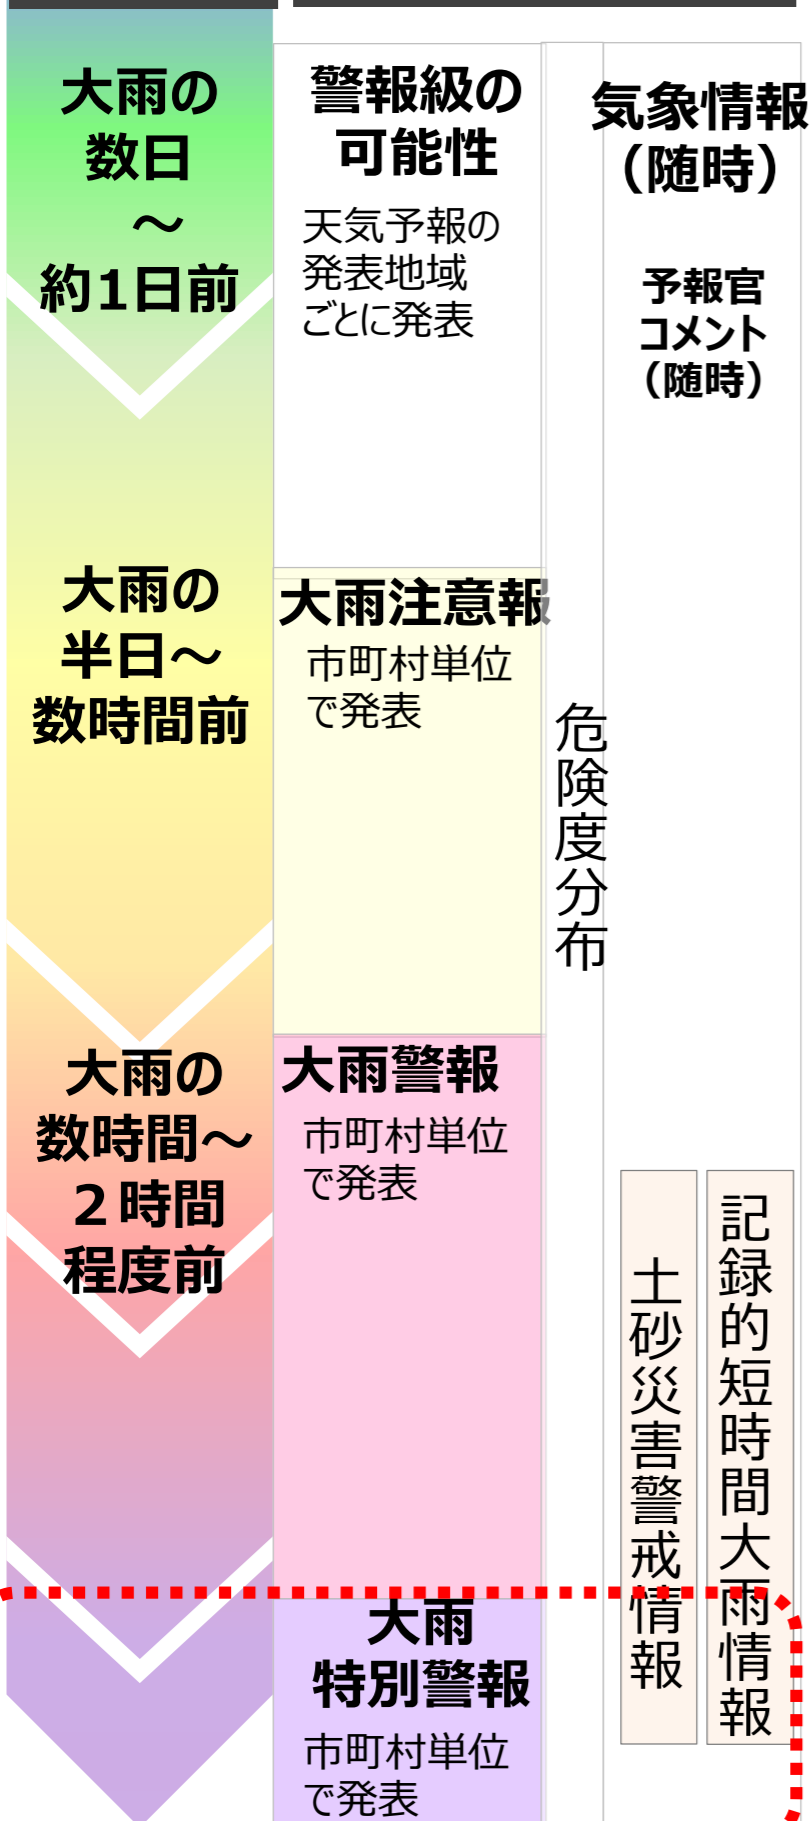 大雨の
数日
～
約1日前
警報級の
可能性
天気予報の
発表地域
ごとに発表
気象情報
（随時）
予報官
コメント
（随時）
大雨の
半日～
数時間前
大雨注意報
市町村単位
で発表
危険度分布
大雨の
数時間～
２時間
程度前
大雨警報
市町村単位
で発表
土砂災害警戒情報
記録的短時間大雨情報
大雨
特別警報
市町村単位
で発表